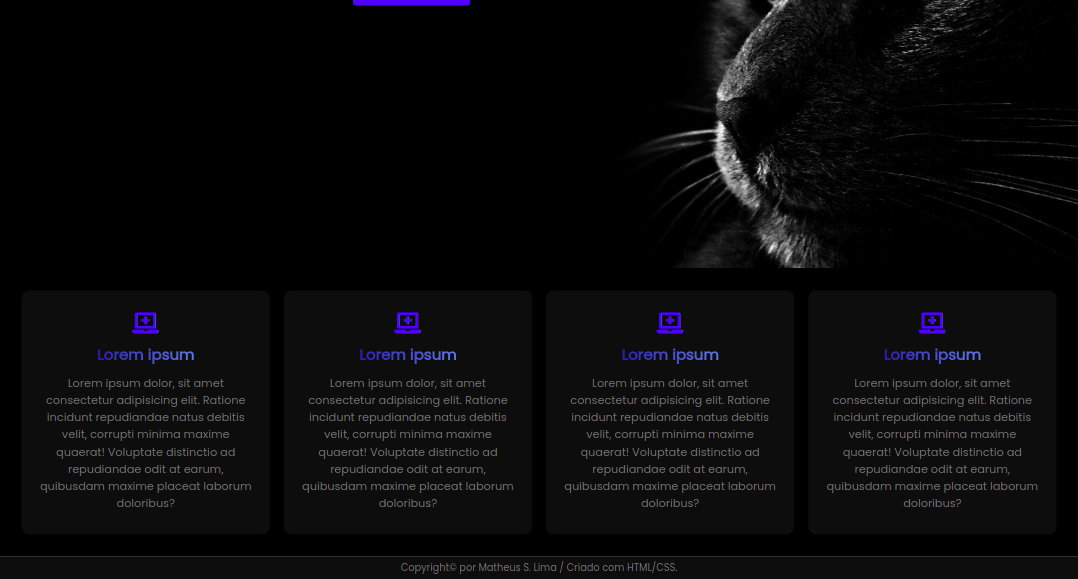 Lorem ipsum
Lorem ipsum dolor, sit amet
consectetur adipisicing elit. Ratione
incidunt repudiandae natus debitis
velit, corrupti minima maxime
quaerat! Voluptate distinctio ad
repudiandae odit at earum,
quibusdam maxime placeat laborum
doloribus?
Lorem ipsum
Lorem ipsum dolor, sit amet
consectetur adipisicing elit. Ratione
incidunt repudiandae natus debitis
velit, corrupti minima maxime
quaerat! Voluptate distinctio ad
repudiandae odit at earum,
quibusdam maxime placeat laborum
doloribus?
Lorem ipsum
Lorem ipsum dolor, sit amet
consectetur adipisicing elit. Ratione
incidunt repudiandae natus debitis
velit, corrupti minima maxime
quaerat! Voluptate distinctio ad
repudiandae odit at earum,
quibusdam maxime placeat laborum
doloribus?
Lorem ipsum
Lorem ipsum dolor, sit amet
consectetur adipisicing elit. Ratione
incidunt repudiandae natus debitis
velit, corrupti minima maxime
quaerat! Voluptate distinctio ad
repudiandae odit at earum,
quibusdam maxime placeat laborum
doloribus?
Copyright© por Matheus S. Lima / Criado com HTML/CSS.